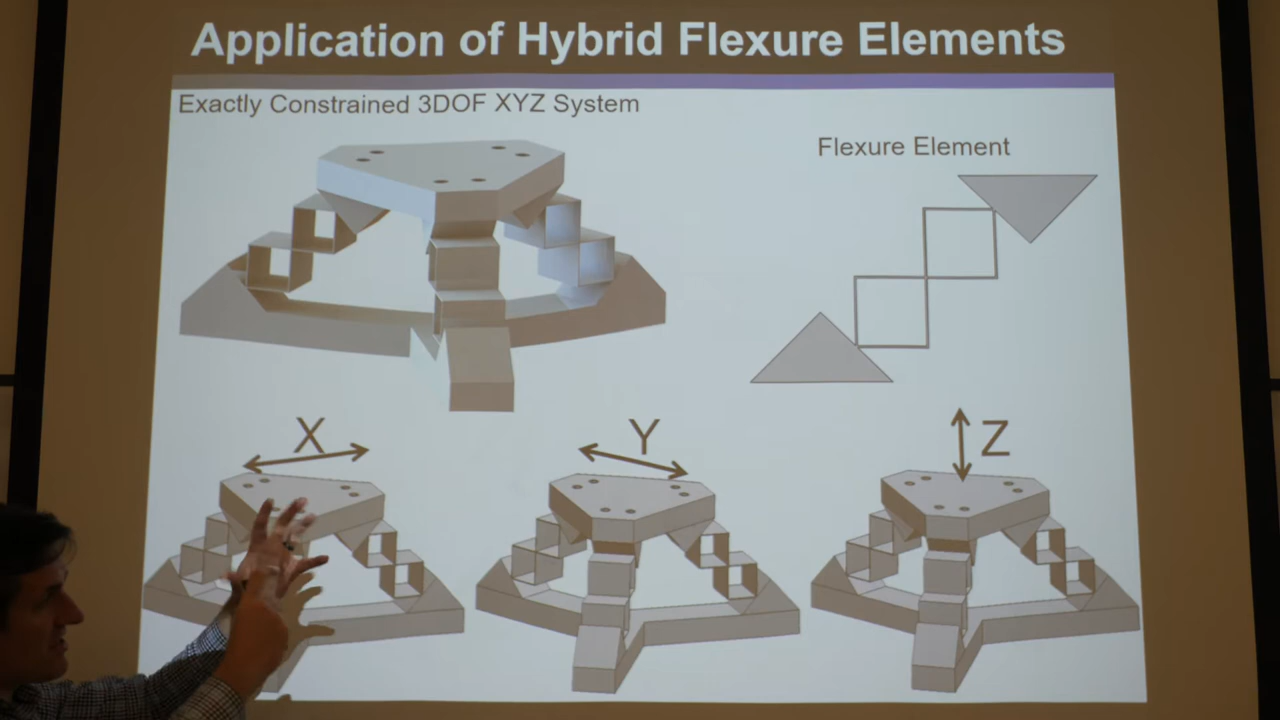 Application of Hybrid Flexure Elements
Exactly Constrained 3DOF XYZ System
Flexure Element
X
Y
Z